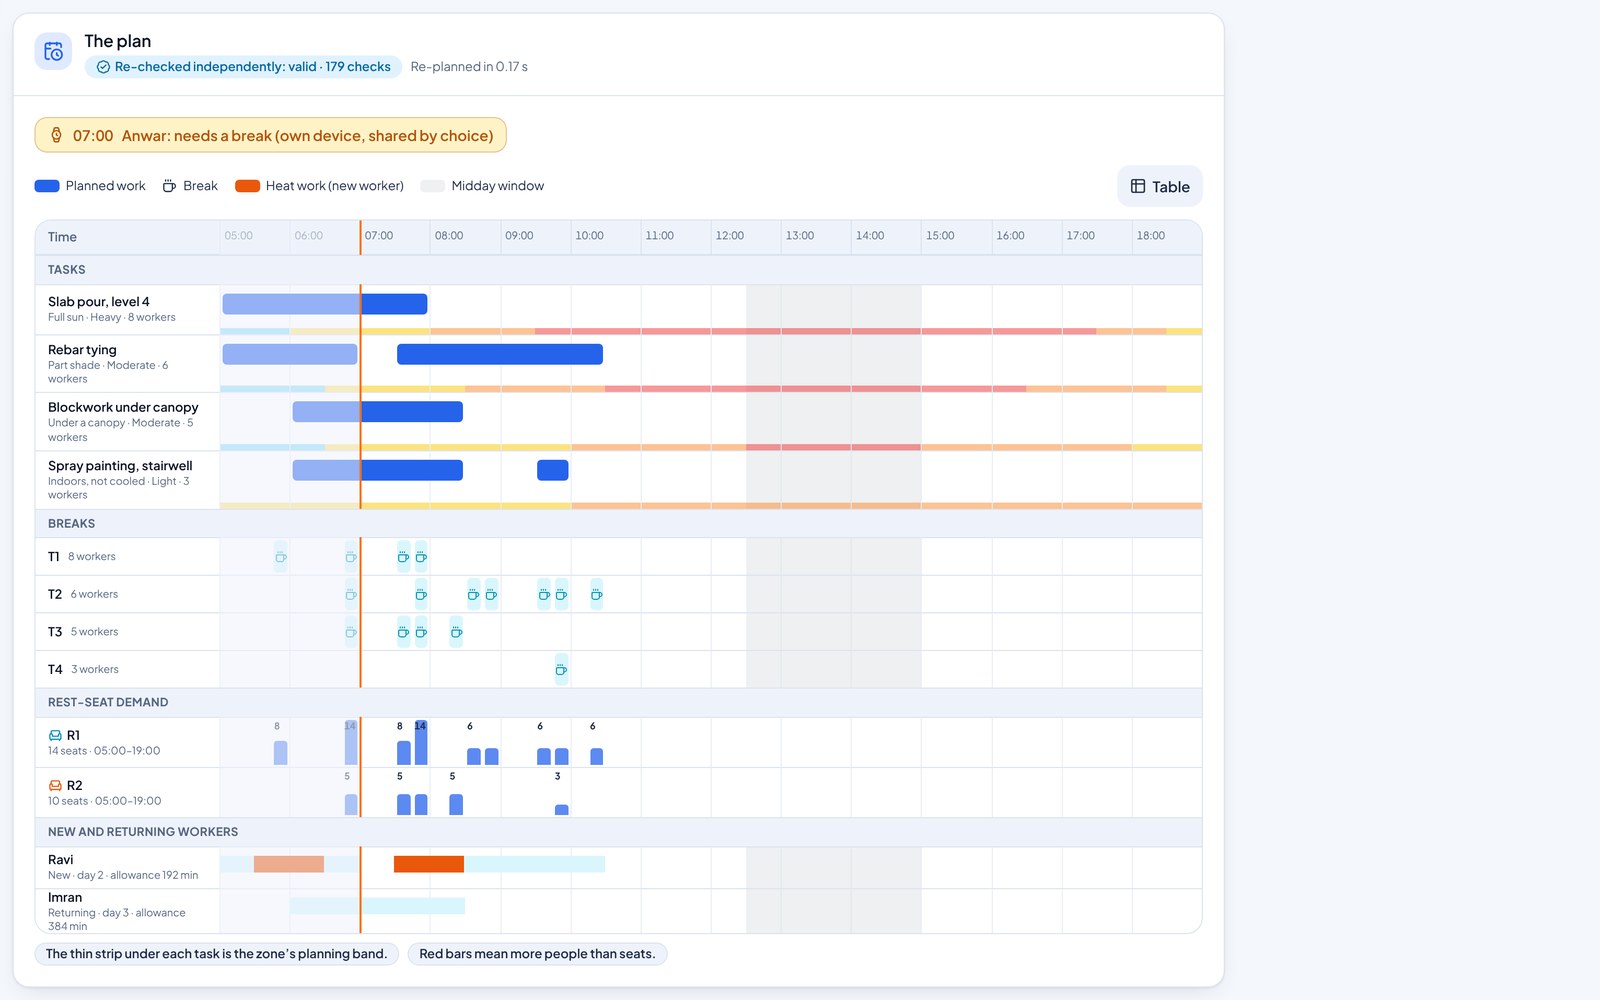 The plan
Re-checked independently: valid · 179 checks Re-planned in 0.17 s
07:00 Anwar: needs a break (own device, shared by choice)
Planned work Break Heat work (new worker) Midday window Table
Time 05:00 06:00 07:00 08:00 09:00 10:00 11:00 12:00 13:00 14:00 15:00 16:00 17:00 18:00
TASKS
Slab pour, level 4
Full sun · Heavy · 8 workers
Rebar tying
Part shade · Moderate · 6
workers
Blockwork under canopy
Under a canopy · Moderate · 5
workers
Spray painting, stairwell
Indoors, not cooled · Light · 3
workers
BREAKS
T1 8 workers
T2 6 workers
T3 5 workers
T4 3 workers
REST-SEAT DEMAND
8 14 8 14 6 6 6
R1
14 seats · 05:00–19:00
5 5 5 3
R2
10 seats · 05:00–19:00
NEW AND RETURNING WORKERS
Ravi
New · day 2 · allowance 192 min
Imran
Returning · day 3 · allowance
384 min
The thin strip under each task is the zone's planning band. Red bars mean more people than seats.